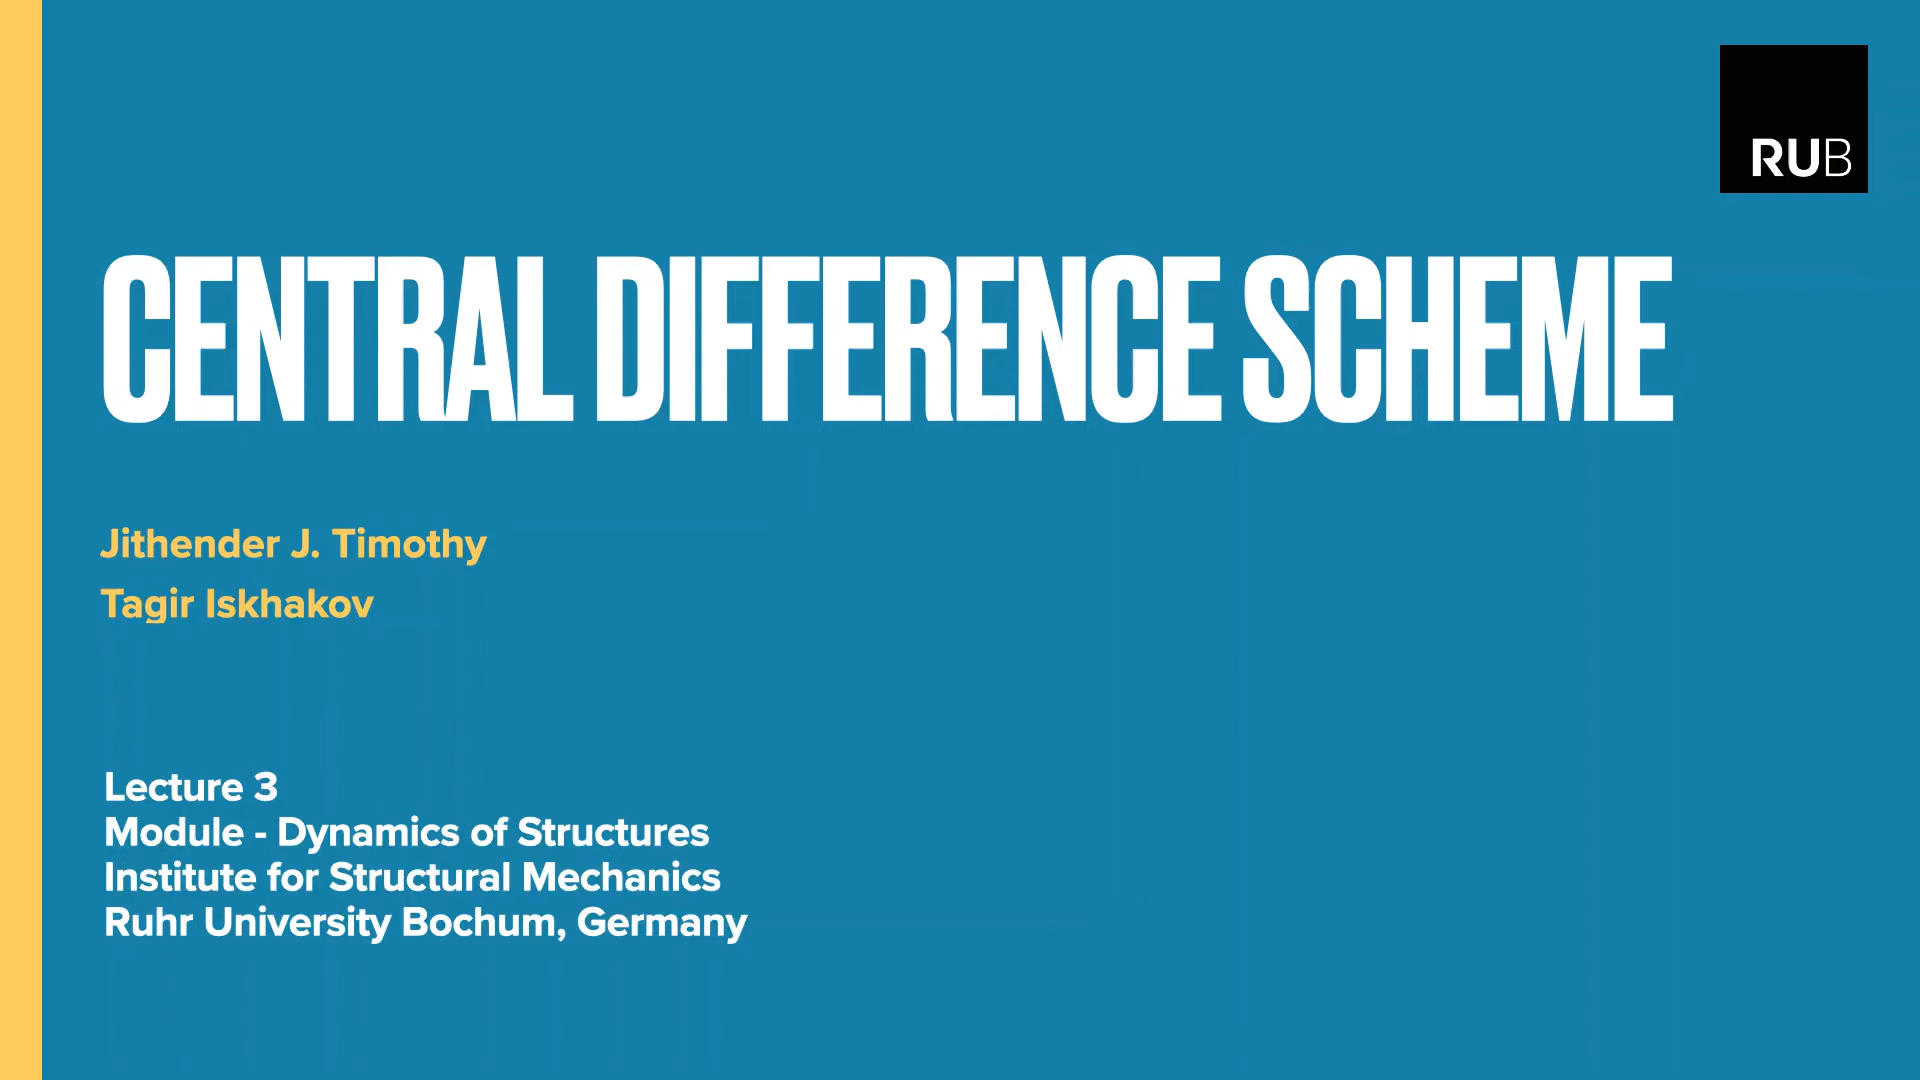 RUB
CENTRAL DIFFERENCE SCHEME
Jithender J. Timothy
Tagir Iskhakov
Lecture 3
Module - Dynamics of Structures
Institute for Structural Mechanics
Ruhr University Bochum, Germany